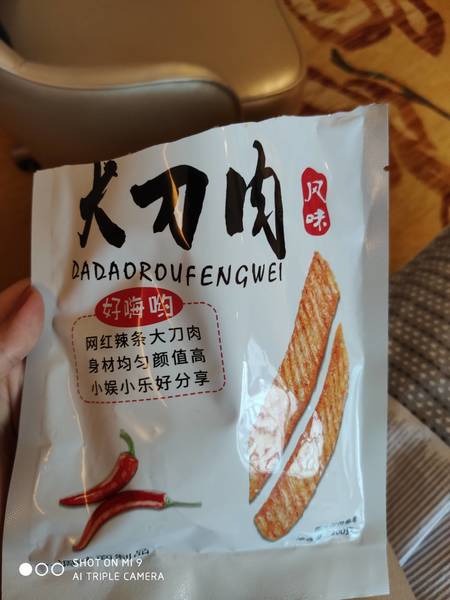 大刀肉
风味
DADAOROUFENGWEI
好嗨哟
网红辣条大刀肉
身材均匀颜值高
小娱小乐好分享
SHOT ON MI 9
AI TRIPLE CAMERA